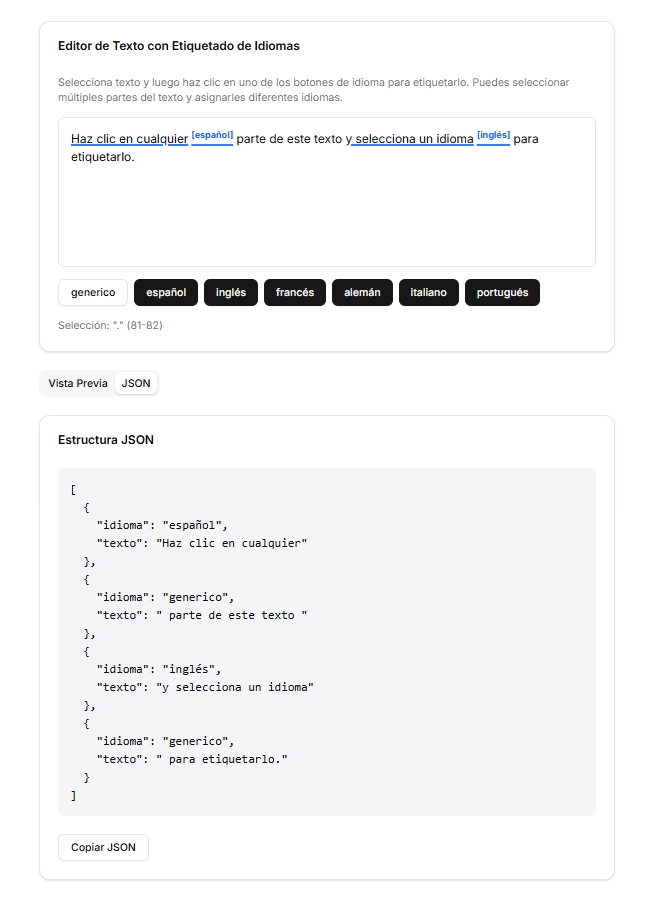 Editor de Texto con Etiquetado de Idiomas
Selecciona texto y luego haz clic en uno de los botones de idioma para etiquetarlo. Puedes seleccionar
múltiples partes del texto y asignarles diferentes idiomas.
Haz clic en cualquier [español] parte de este texto y selecciona un idioma [inglés] para
etiquetarlo.
generico español inglés francés alemán italiano portugués
Selección: "." (81-82)
Vista Previa JSON
Estructura JSON
[
  {
    "idioma": "español",
    "texto": "Haz clic en cualquier"
  },
  {
    "idioma": "generico",
    "texto": " parte de este texto "
  },
  {
    "idioma": "inglés",
    "texto": "y selecciona un idioma"
  },
  {
    "idioma": "generico",
    "texto": " para etiquetarlo."
  }
]
Copiar JSON